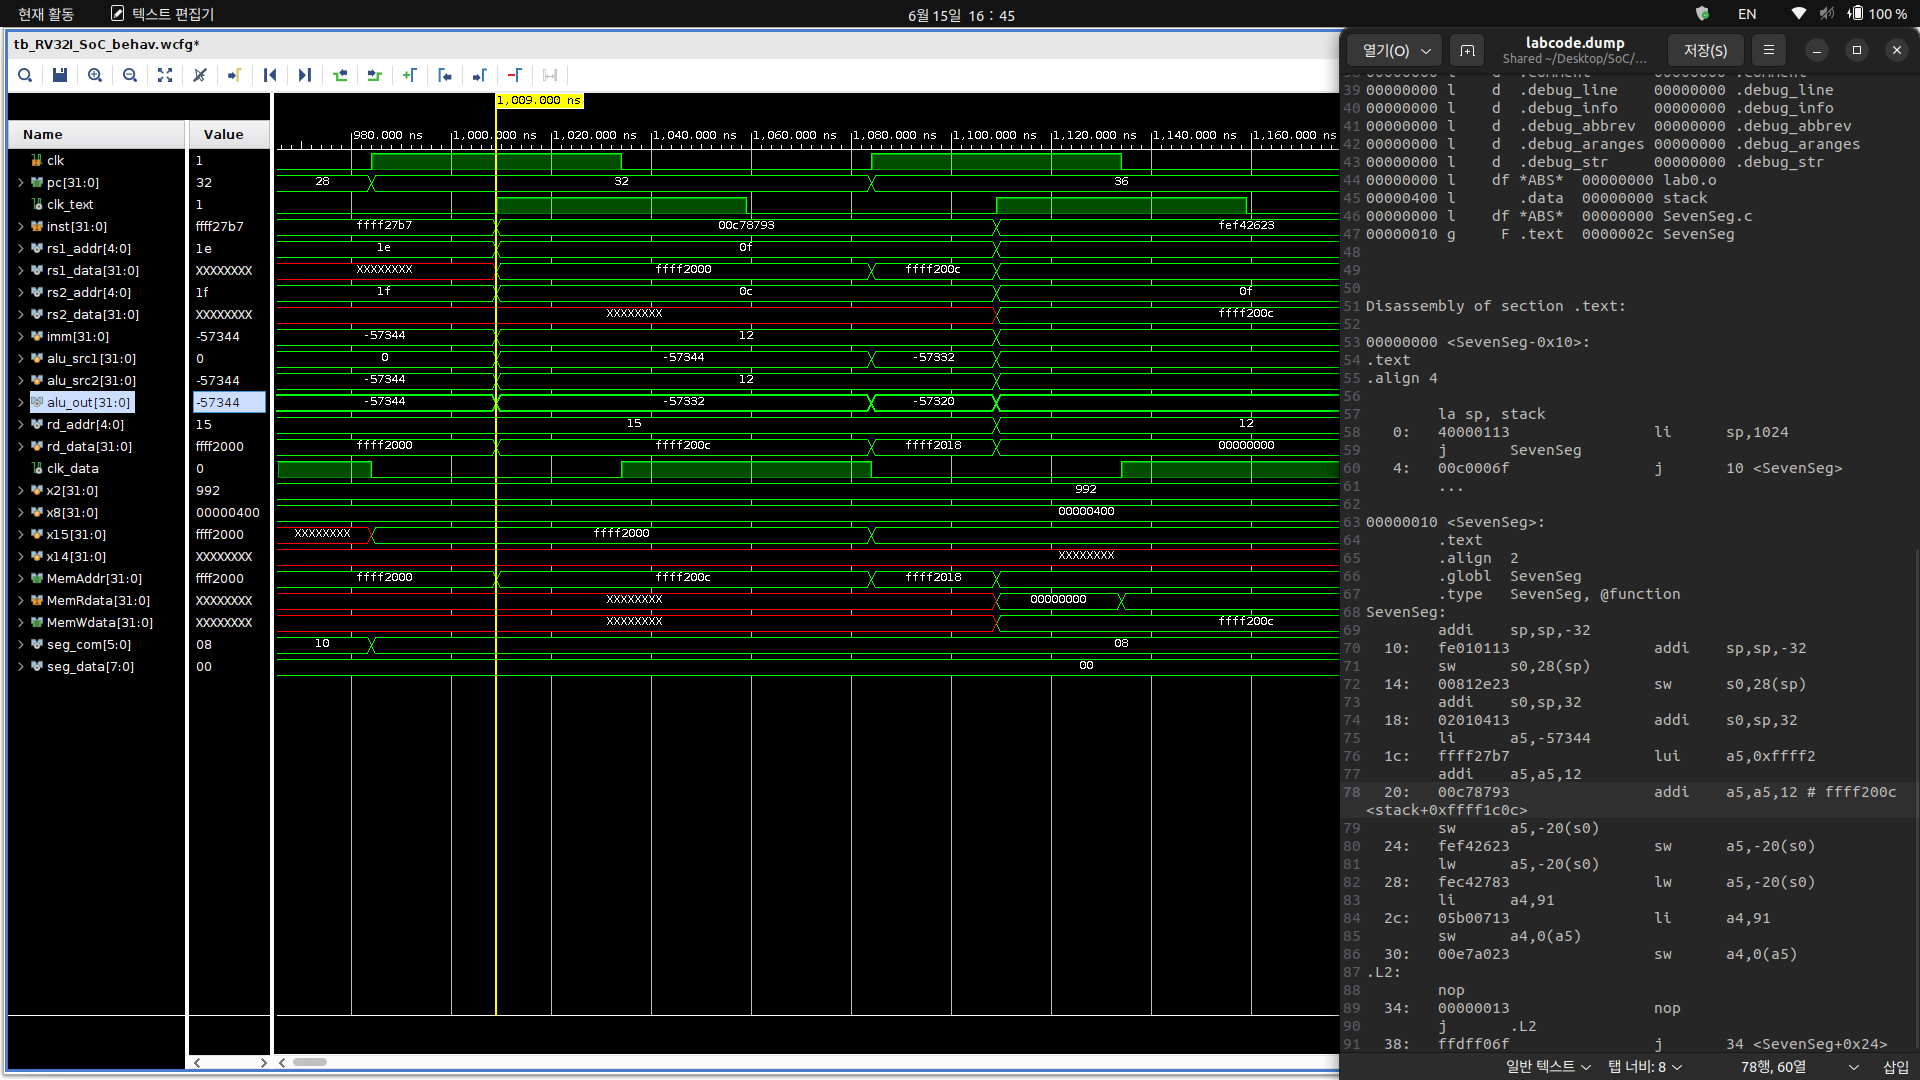 현재 활동
텍스트 편집기
6월 15일 16 : 45
EN
100 %
tb_RV32I_SoC_behav.wcfg*
1,009.000 ns
Name Value
980.000 ns 1,000.000 ns 1,020.000 ns 1,040.000 ns 1,060.000 ns 1,080.000 ns 1,100.000 ns 1,120.000 ns 1,140.000 ns 1,160.000 ns
clk 1
pc[31:0] 32 28 32 36
clk_text 1
inst[31:0] ffff27b7 ffff27b7 00c78793 fef42623
rs1_addr[4:0] 1e 1e 0f
rs1_data[31:0] XXXXXXXX XXXXXXXX ffff2000 ffff200c
rs2_addr[4:0] 1f 1f 0c 0f
rs2_data[31:0] XXXXXXXX XXXXXXXX ffff200c
imm[31:0] -57344 -57344 12
alu_src1[31:0] 0 0 -57344 -57332
alu_src2[31:0] -57344 -57344 12
alu_out[31:0] -57344 -57344 -57332 -57320
rd_addr[4:0] 15 15 12
rd_data[31:0] ffff2000 ffff2000 ffff200c ffff2018 00000000
clk_data 0
x2[31:0] 992 992
x8[31:0] 00000400 00000400
x15[31:0] ffff2000 XXXXXXXX ffff2000
x14[31:0] XXXXXXXX XXXXXXXX
MemAddr[31:0] ffff2000 ffff2000 ffff200c ffff2018
MemRdata[31:0] XXXXXXXX XXXXXXXX 00000000
MemWdata[31:0] XXXXXXXX XXXXXXXX ffff200c
seg_com[5:0] 08 10 08
seg_data[7:0] 00 00
열기(O)
labcode.dump
Shared ~/Desktop/SoC/...
저장(S)
38 00000000 l d .comment 00000000 .comment
39 00000000 l d .debug_line 00000000 .debug_line
40 00000000 l d .debug_info 00000000 .debug_info
41 00000000 l d .debug_abbrev 00000000 .debug_abbrev
42 00000000 l d .debug_aranges 00000000 .debug_aranges
43 00000000 l d .debug_str 00000000 .debug_str
44 00000000 l df *ABS* 00000000 lab0.o
45 00000400 l .data 00000000 stack
46 00000000 l df *ABS* 00000000 SevenSeg.c
47 00000010 g F .text 0000002c SevenSeg
48
49
50
51 Disassembly of section .text:
52
53 00000000 <SevenSeg-0x10>:
54 .text
55 .align 4
56
57 la sp, stack
58 0: 40000113 li sp,1024
59 j SevenSeg
60 4: 00c0006f j 10 <SevenSeg>
61 ...
62
63 00000010 <SevenSeg>:
64 .text
65 .align 2
66 .globl SevenSeg
67 .type SevenSeg, @function
68 SevenSeg:
69 addi sp,sp,-32
70 10: fe010113 addi sp,sp,-32
71 sw s0,28(sp)
72 14: 00812e23 sw s0,28(sp)
73 addi s0,sp,32
74 18: 02010413 addi s0,sp,32
75 li a5,-57344
76 1c: ffff27b7 lui a5,0xffff2
77 addi a5,a5,12
78 20: 00c78793 addi a5,a5,12 # ffff200c
<stack+0xffff1c0c>
79 sw a5,-20(s0)
80 24: fef42623 sw a5,-20(s0)
81 lw a5,-20(s0)
82 28: fec42783 lw a5,-20(s0)
83 li a4,91
84 2c: 05b00713 li a4,91
85 sw a4,0(a5)
86 30: 00e7a023 sw a4,0(a5)
87 .L2:
88 nop
89 34: 00000013 nop
90 j .L2
91 38: ffdff06f j 34 <SevenSeg+0x24>
일반 텍스트
탭 너비: 8
78행, 60열
삽입